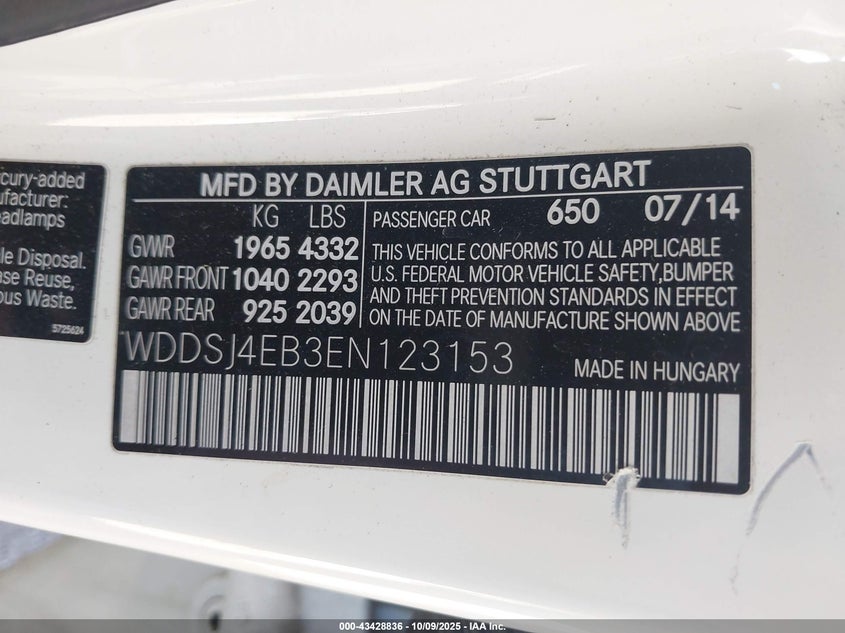 cury-added
ufacturer:
eadlamps
le Disposal.
ase Reuse,
ous Waste.
5725624
MFD BY DAIMLER AG STUTTGART
KG LBS
GWWR 1965 4332
GAWR FRONT 1040 2293
GAWR REAR 925 2039
PASSENGER CAR 650 07/14
THIS VEHICLE CONFORMS TO ALL APPLICABLE
U.S. FEDERAL MOTOR VEHICLE SAFETY,BUMPER
AND THEFT PREVENTION STANDARDS IN EFFECT
ON THE DATE OF MANUFACTURE SHOWN ABOVE
WDDSJ4EB3EN123153
MADE IN HUNGARY
000-43428836 - 10/09/2025 - IAA Inc.